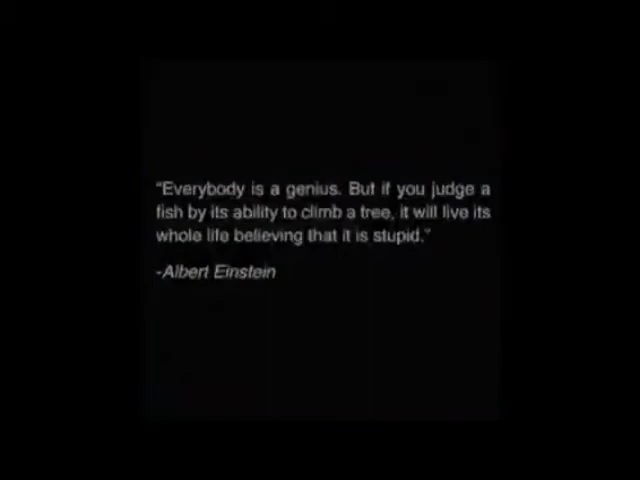 "Everybody is a genius. But if you judge a
fish by its ability to climb a tree, it will live its
whole life believing that it is stupid."
-Albert Einstein